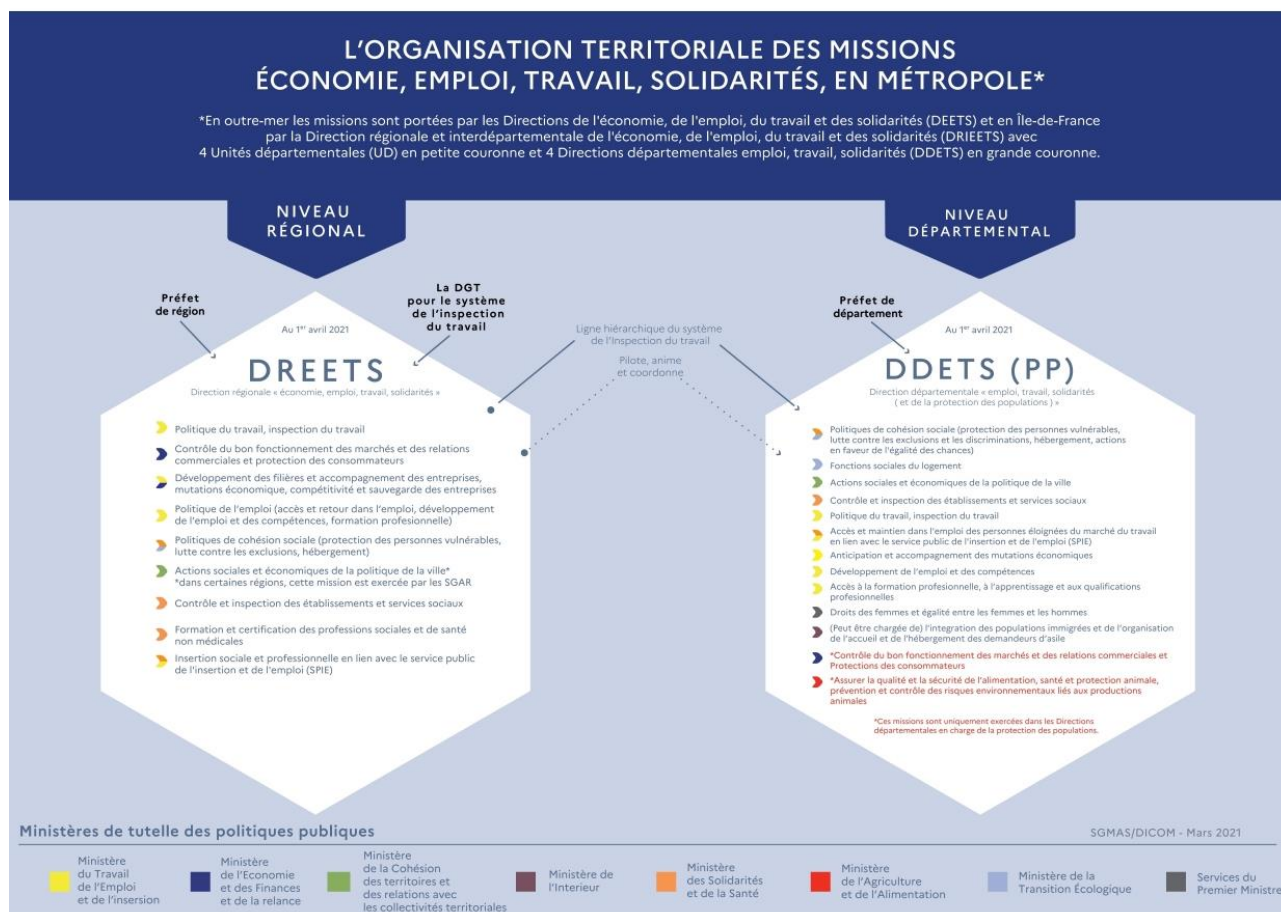 L'ORGANISATION TERRITORIALE DES MISSIONS
ÉCONOMIE, EMPLOI, TRAVAIL, SOLIDARITÉS, EN MÉTROPOLE*
*En outre-mer les missions sont portées par les Directions de l'économie, de l'emploi, du travail et des solidarités (DEETS) et en Île-de-France
par la Direction régionale et interdépartementale de l'économie, de l'emploi, du travail et des solidarités (DRIEETS) avec
4 Unités départementales (UD) en petite couronne et 4 Directions départementales emploi, travail, solidarités (DDETS) en grande couronne.
NIVEAU
RÉGIONAL
Préfet
de région
La DGT
pour le système
de l'inspection
du travail
Au 1er avril 2021
DREETS
Direction régionale « économie, emploi, travail, solidarités »
Politique du travail, inspection du travail
Contrôle du bon fonctionnement des marchés et des relations
commerciales et protection des consommateurs
Développement des filières et accompagnement des entreprises,
mutations économique, compétitivité et sauvegarde des entreprises
Politique de l'emploi (accès et retour dans l'emploi, développement
de l'emploi et des compétences, formation profesionnelle)
Politiques de cohésion sociale (protection des personnes vulnérables,
lutte contre les exclusions, hébergement)
Actions sociales et économiques de la politique de la ville*
*dans certaines régions, cette mission est exercée par les SGAR
Contrôle et inspection des établissements et services sociaux
Formation et certification des professions sociales et de santé
non médicales
Insertion sociale et professionnelle en lien avec le service public
de l'insertion et de l'emploi (SPIE)
Ligne hiérarchique du système
de l'Inspection du travail
Pilote, anime
et coordonne
NIVEAU
DÉPARTEMENTAL
Préfet de
département
Au 1er avril 2021
DDETS (PP)
Direction départementale « emploi, travail, solidarités
( et de la protection des populations ) »
Politiques de cohésion sociale (protection des personnes vulnérables,
lutte contre les exclusions et les discriminations, hébergement, actions
en faveur de l'égalité des chances)
Fonctions sociales du logement
Actions sociales et économiques de la politique de la ville
Contrôle et inspection des établissements et services sociaux
Politique du travail, inspection du travail
Accès et maintien dans l'emploi des personnes éloignées du marché du travail
en lien avec le service public de l'insertion et de l'emploi (SPIE)
Anticipation et accompagnement des mutations économiques
Développement de l'emploi et des compétences
Accès à la formation profesionnelle, à l'apprentissage et aux qualifications
profesionnelles
Droits des femmes et égalité entre les femmes et les hommes
(Peut être chargée de) l'integration des populations immigrées et de l'organisation
de l'accueil et de l'hébergement des demandeurs d'asile
*Contrôle du bon fonctionnement des marchés et des relations commerciales et
Protections des consommateurs
*Assurer la qualité et la sécurité de l'alimentation, santé et protection animale,
prévention et contrôle des risques environnementaux liés aux productions
animales
*Ces missions sont uniquement exercées dans les Directions
départementales en charge de la protection des populations.
Ministères de tutelle des politiques publiques
SGMAS/DICOM - Mars 2021
Ministère
du Travail
de l'Emploi
et de l'insersion
Ministère
de l'Economie
et des Finances
et de la relance
Ministère
de la Cohésion
des territoires et
des relations avec
les collectivités territoriales
Ministère de
l'Interieur
Ministère
des Solidarités
et de la Santé
Ministère
de l'Agriculture
et de l'Alimentation
Ministère de la
Transition Écologique
Services du
Premier Ministre